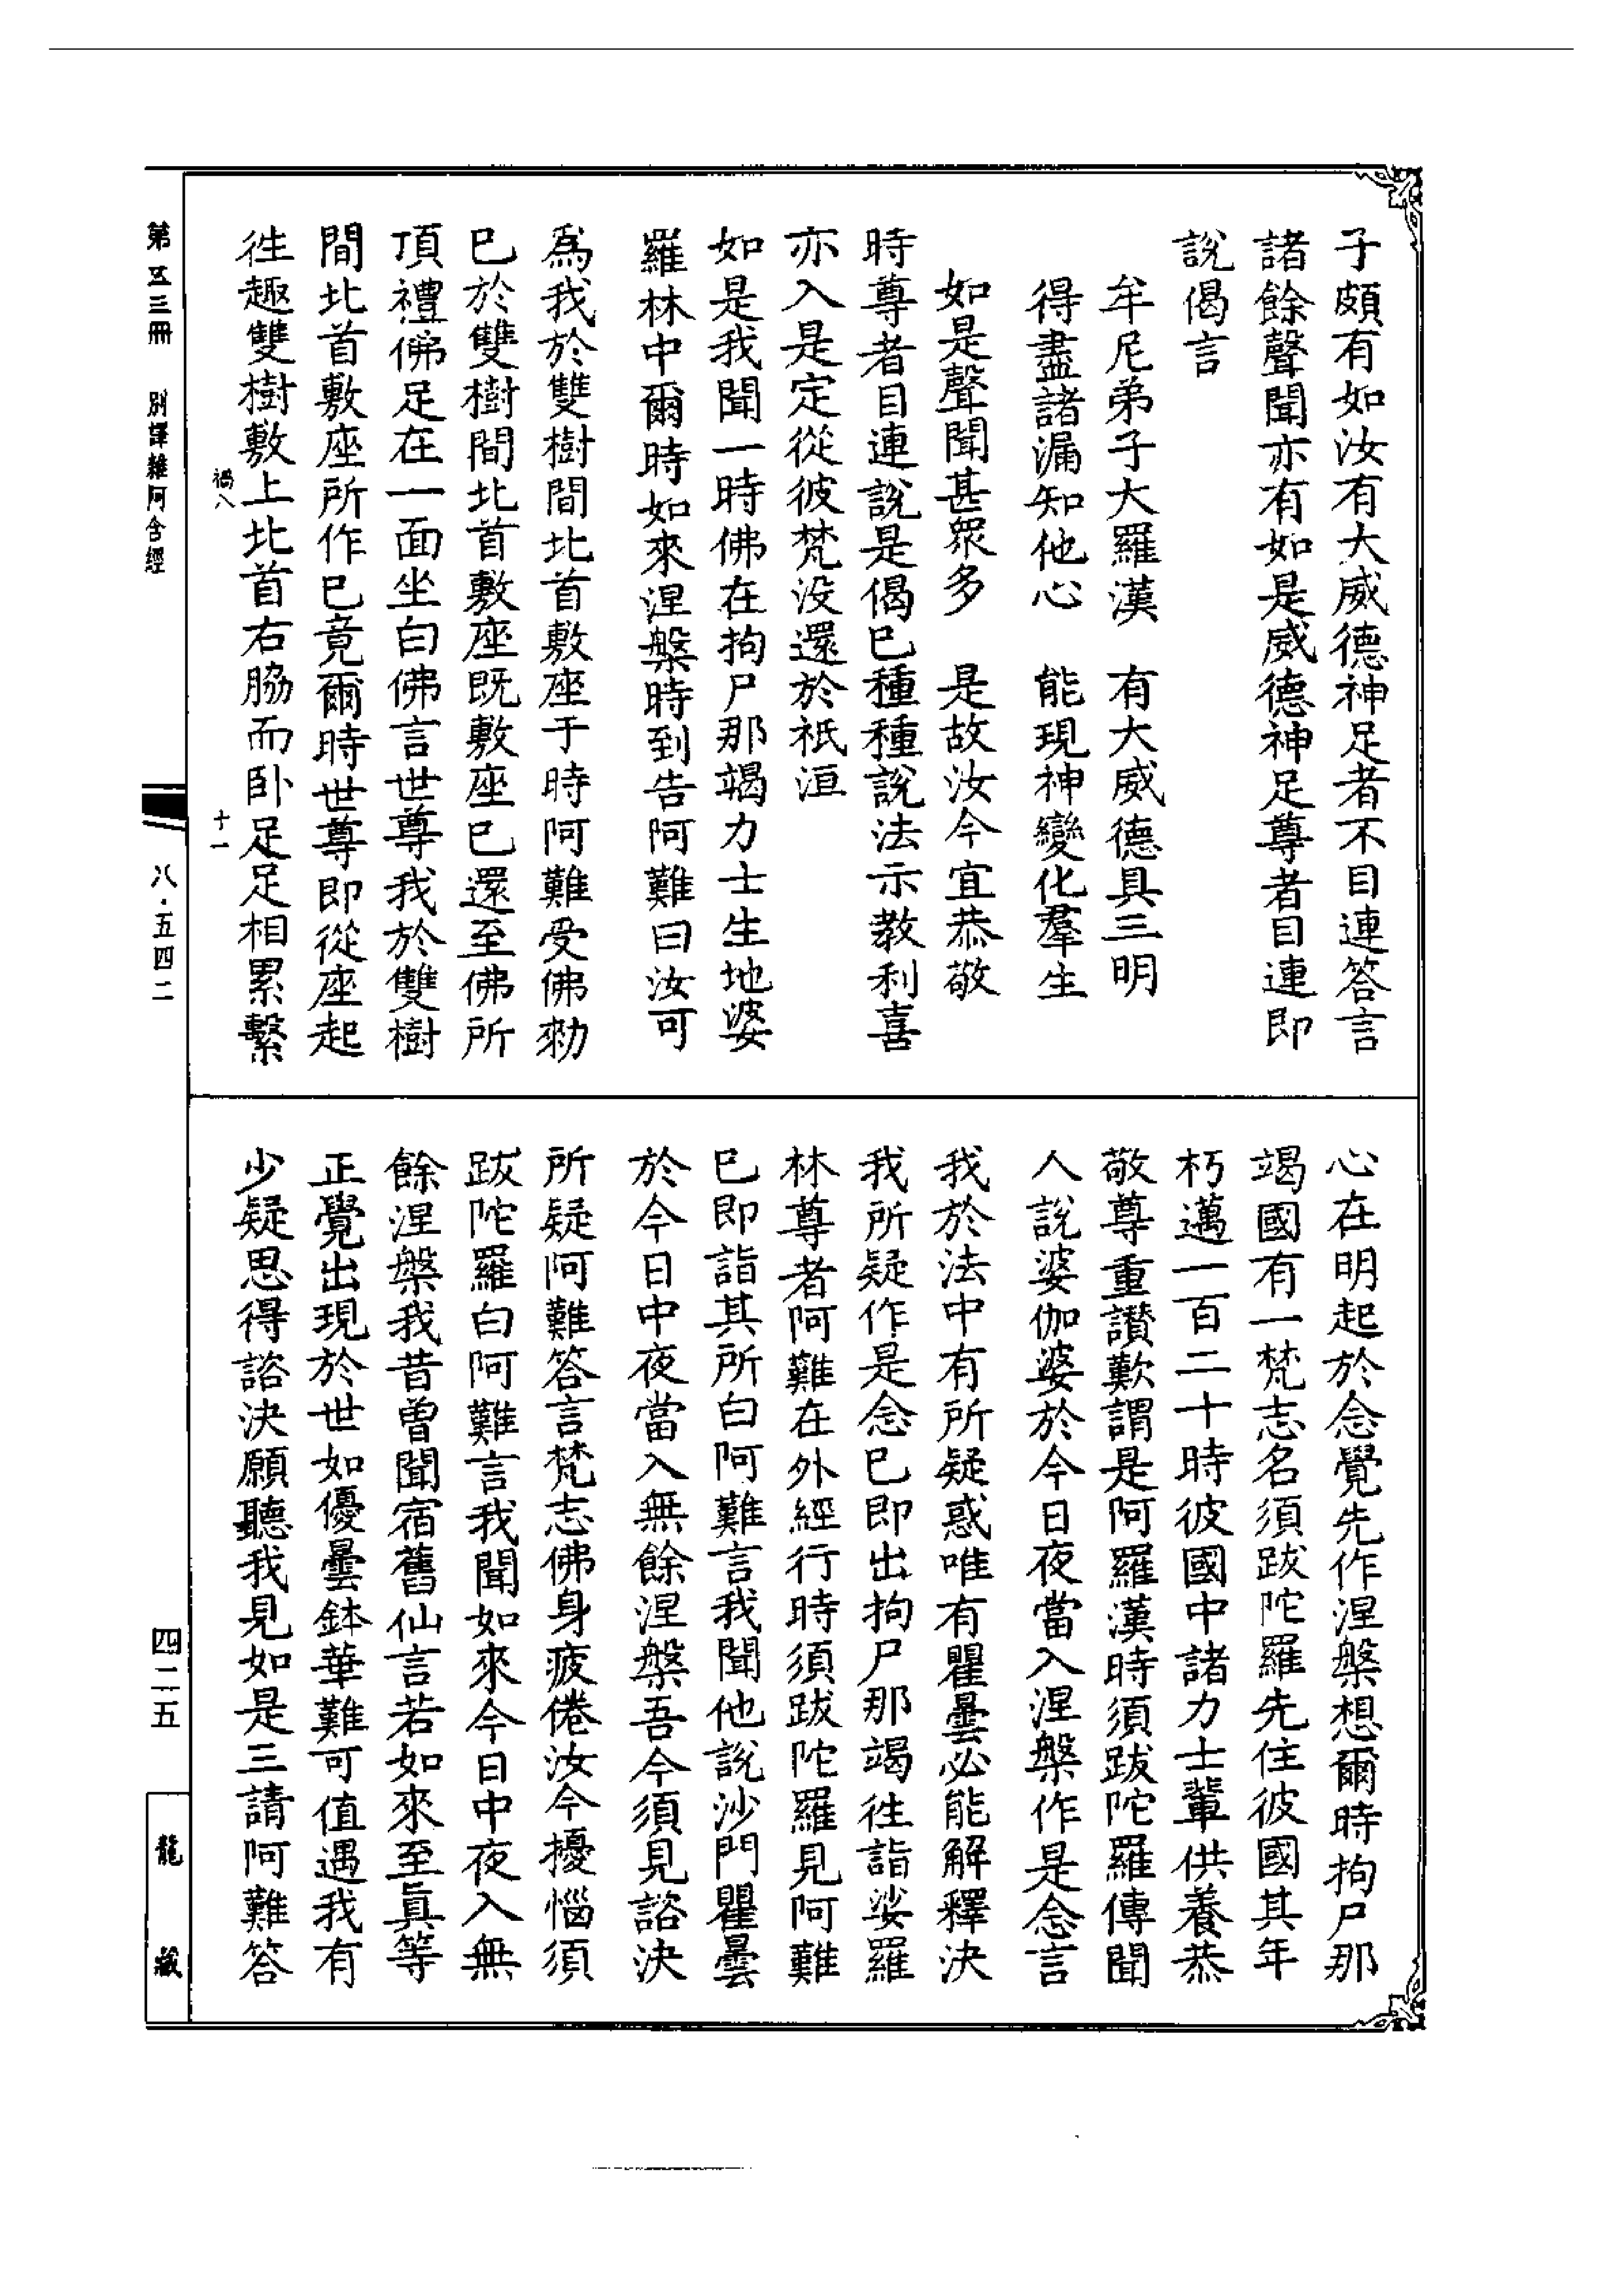 子頗有如汝有大威德神足者不目連答言
諸餘聲聞亦有如是威德神足尊者目連即
說偈言
牟尼弟子大羅漢　有大威德具三明
得盡諸漏知他心　能現神變化羣生
如是聲聞甚衆多　是故汝今宜恭敬
時尊者目連說是偈已種種說法示教利喜
亦入是定從彼梵没還於祇洹
如是我聞一時佛在拘尸那竭力士生地娑
羅林中爾時如來涅槃時到告阿難曰汝可
爲我於雙樹間北首敷座于時阿難受佛勑
已於雙樹間北首敷座既敷座已還至佛所
頂禮佛足在一面坐白佛言世尊我於雙樹
間北首敷座所作已竟爾時世尊即從座起
徃趣雙樹敷上北首右脇而卧足足相累繫
心在明起於念覺先作涅槃想爾時拘尸那
竭國有一梵志名須跋陀羅先住彼國其年
朽邁一百二十時彼國中諸力士輩供養恭
敬尊重讃歎謂是阿羅漢時須跋陀羅傳聞
人說婆伽婆於今日夜當入涅槃作是念言
我於法中有所疑惑唯有瞿曇必能解釋決
我所疑作是念已即出拘尸那竭徃詣娑羅
林尊者阿難在外經行時須跋陀羅見阿難
已即詣其所白阿難言我聞他說沙門瞿曇
於今日中夜當入無餘涅槃吾今須見諮決
所疑阿難答言梵志佛身疲倦汝今擾惱須
跋陀羅白阿難言我聞如來今日中夜入無
餘涅槃我昔曾聞宿舊仙言若如來至眞等
正覺出現於世如優曇鉢華難可值遇我有
少疑思得諮決願聽我見如是三請阿難答
禍八
十一
第五三冊　別譯雜阿含經
八·五四二
四二五
龍藏